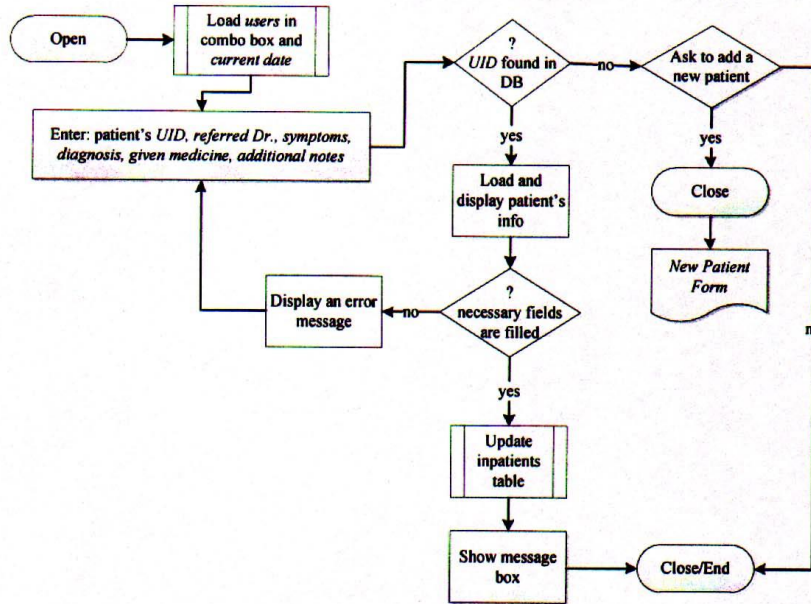 Open
Load users in
combo box and
current date
Enter: patient's UID, referred Dr., symptoms,
diagnosis, given medicine, additional notes
?
UID found in
DB
no
Ask to add a
new patient
yes
yes
Load and
display patient's
info
Close
New Patient
Form
?
necessary fields
are filled
no
Display an error
message
yes
Update
inpatients
table
Show message
box
Close/End